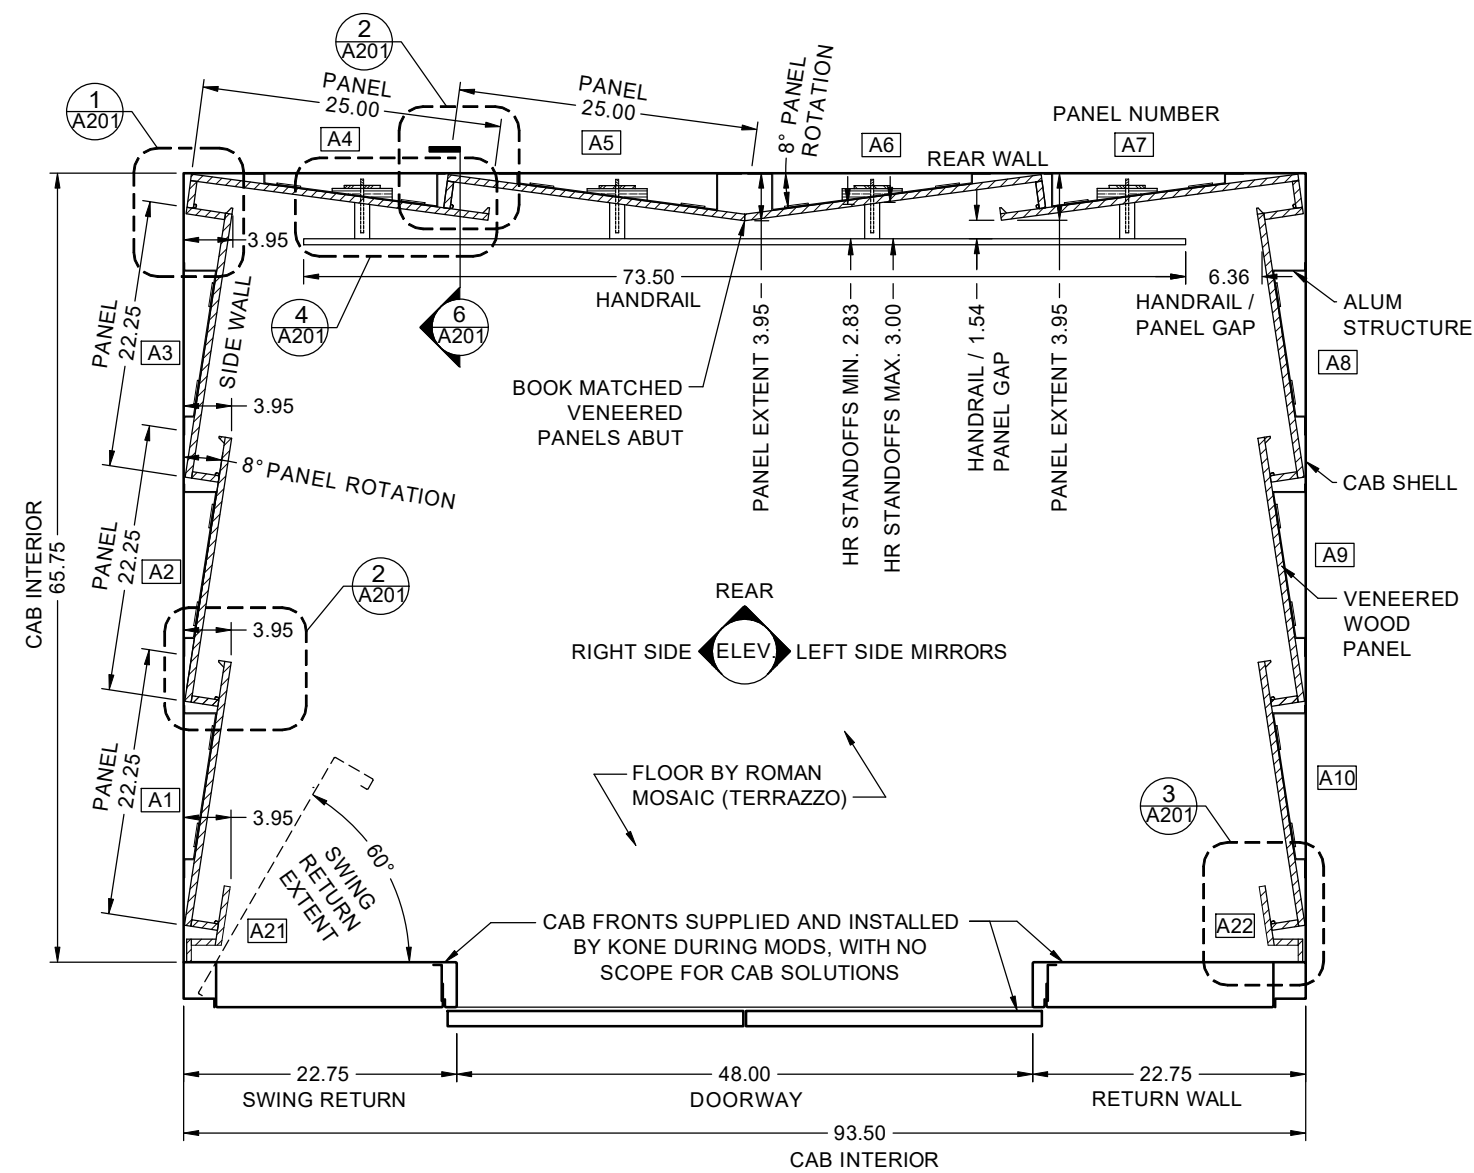 1
A201
2
A201
PANEL
25.00
PANEL
25.00
8° PANEL
ROTATION
PANEL NUMBER
A4
A5
A6
A7
REAR WALL
3.95
73.50
HANDRAIL
6.36
HANDRAIL /
PANEL GAP
ALUM
STRUCTURE
4
A201
6
A201
PANEL
22.25
A3
SIDE WALL
A8
BOOK MATCHED
VENEERED
PANELS ABUT
PANEL EXTENT 3.95
HR STANDOFFS MIN. 2.83
HR STANDOFFS MAX. 3.00
HANDRAIL / 1.54
PANEL GAP
PANEL EXTENT 3.95
3.95
8° PANEL ROTATION
CAB SHELL
CAB INTERIOR
65.75
PANEL
22.25
A2
A9
2
A201
VENEERED
WOOD
PANEL
3.95
REAR
RIGHT SIDE
ELEV.
LEFT SIDE MIRRORS
PANEL
22.25
A1
FLOOR BY ROMAN
MOSAIC (TERRAZZO)
A10
3
A201
3.95
60°
SWING
RETURN
EXTENT
A21
CAB FRONTS SUPPLIED AND INSTALLED
BY KONE DURING MODS, WITH NO
SCOPE FOR CAB SOLUTIONS
A22
22.75
SWING RETURN
48.00
DOORWAY
22.75
RETURN WALL
93.50
CAB INTERIOR